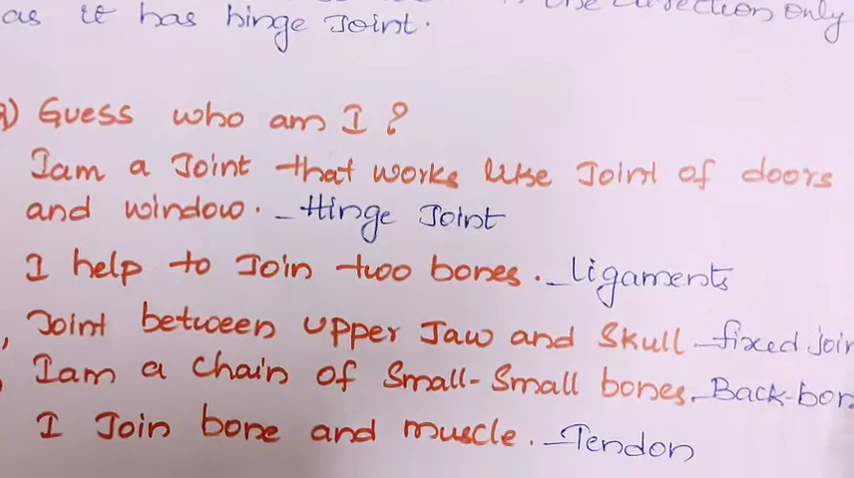 as it has hinge Joint.
Guess who am I ?
Iam a Joint that works like Joint of doors
and window. - Hinge Joint
I help to Join two bones. - ligaments
Joint between upper Jaw and Skull - fixed join
Iam a chain of Small-Small bones. - Back-bon
I Join bone and muscle. - Tendon